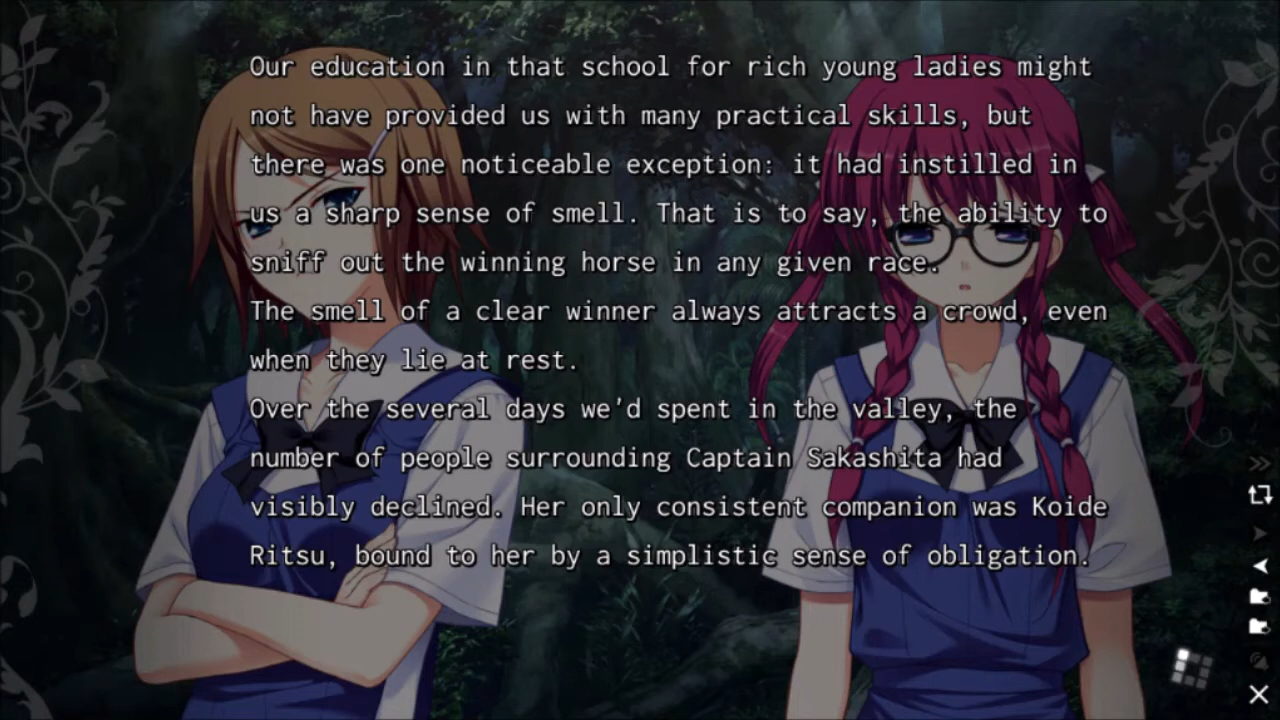 Our education in that school for rich young ladies might
not have provided us with many practical skills, but
there was one noticeable exception: it had instilled in
us a sharp sense of smell. That is to say, the ability to
sniff out the winning horse in any given race.
The smell of a clear winner always attracts a crowd, even
when they lie at rest.
Over the several days we'd spent in the valley, the
number of people surrounding Captain Sakashita had
visibly declined. Her only consistent companion was Koide
Ritsu, bound to her by a simplistic sense of obligation.